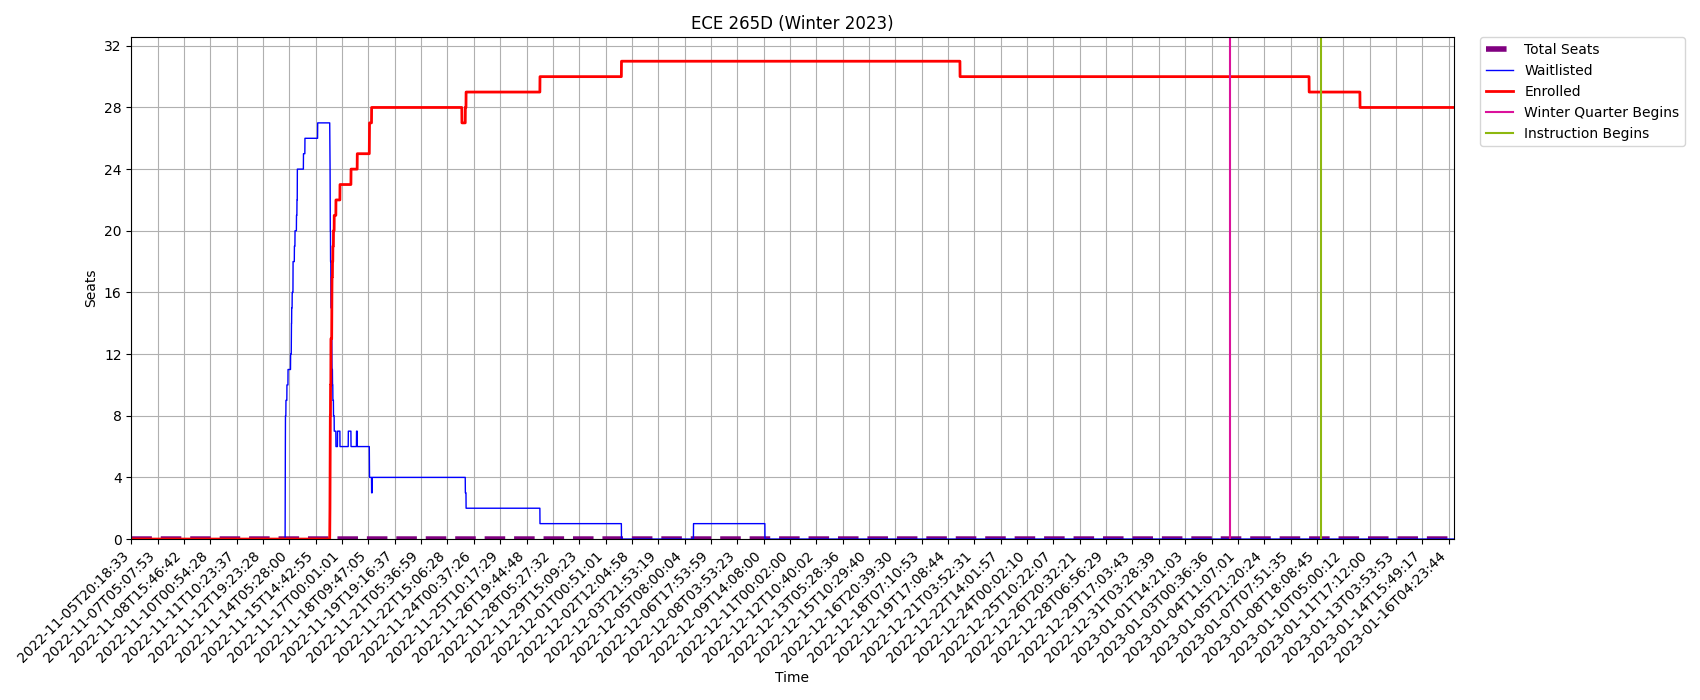 ECE 265D (Winter 2023)
Total Seats
Waitlisted
Enrolled
Winter Quarter Begins
Instruction Begins
Seats
32
28
24
20
16
12
8
4
0
2022-11-05T20:18:33
2022-11-07T05:07:53
2022-11-08T15:46:42
2022-11-10T00:54:28
2022-11-11T10:23:37
2022-11-12T19:23:28
2022-11-14T05:28:00
2022-11-15T14:42:55
2022-11-17T00:01:01
2022-11-18T09:47:05
2022-11-19T19:16:37
2022-11-21T05:36:59
2022-11-22T15:06:28
2022-11-24T00:37:26
2022-11-25T10:17:29
2022-11-26T19:44:48
2022-11-28T05:27:32
2022-11-29T15:09:23
2022-12-01T00:51:01
2022-12-02T12:04:58
2022-12-03T21:53:19
2022-12-05T08:00:04
2022-12-06T17:53:59
2022-12-08T03:53:23
2022-12-09T14:08:00
2022-12-11T00:02:00
2022-12-12T10:40:02
2022-12-13T05:28:36
2022-12-15T10:29:40
2022-12-16T20:39:30
2022-12-18T07:10:53
2022-12-19T17:08:44
2022-12-21T03:52:31
2022-12-22T14:01:57
2022-12-24T00:02:10
2022-12-25T10:22:07
2022-12-26T20:32:21
2022-12-28T06:56:29
2022-12-29T17:03:43
2022-12-31T03:28:39
2023-01-01T14:21:03
2023-01-03T00:36:36
2023-01-04T11:07:01
2023-01-05T21:20:24
2023-01-07T07:51:35
2023-01-08T18:08:45
2023-01-10T05:00:12
2023-01-11T17:12:00
2023-01-13T03:53:53
2023-01-14T15:49:17
2023-01-16T04:23:44
Time